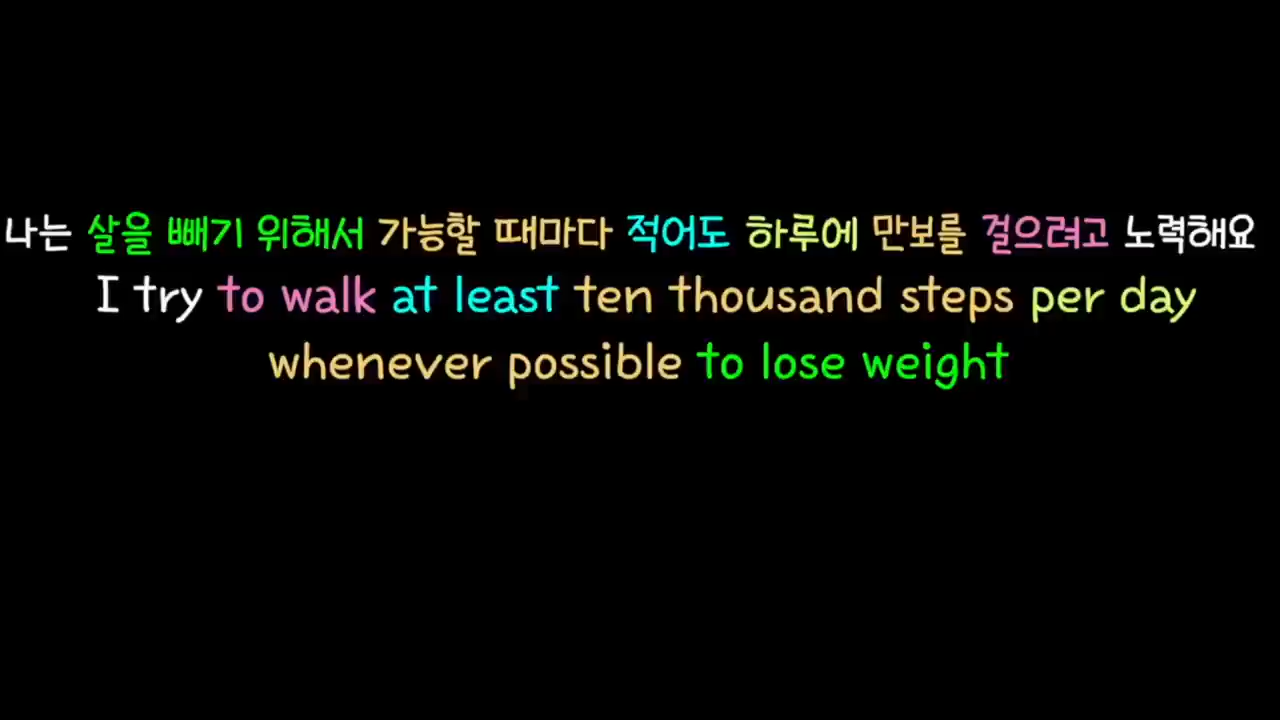 나는 살을 빼기 위해서 가능할 때마다 적어도 하루에 만보를 걸으려고 노력해요
I try to walk at least ten thousand steps per day
whenever possible to lose weight